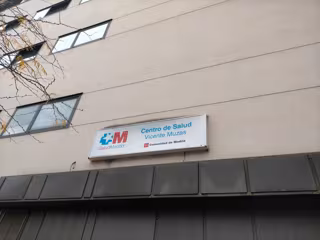 M
Centro de Salud
Vicente Muzas
Comunidad de Madrid